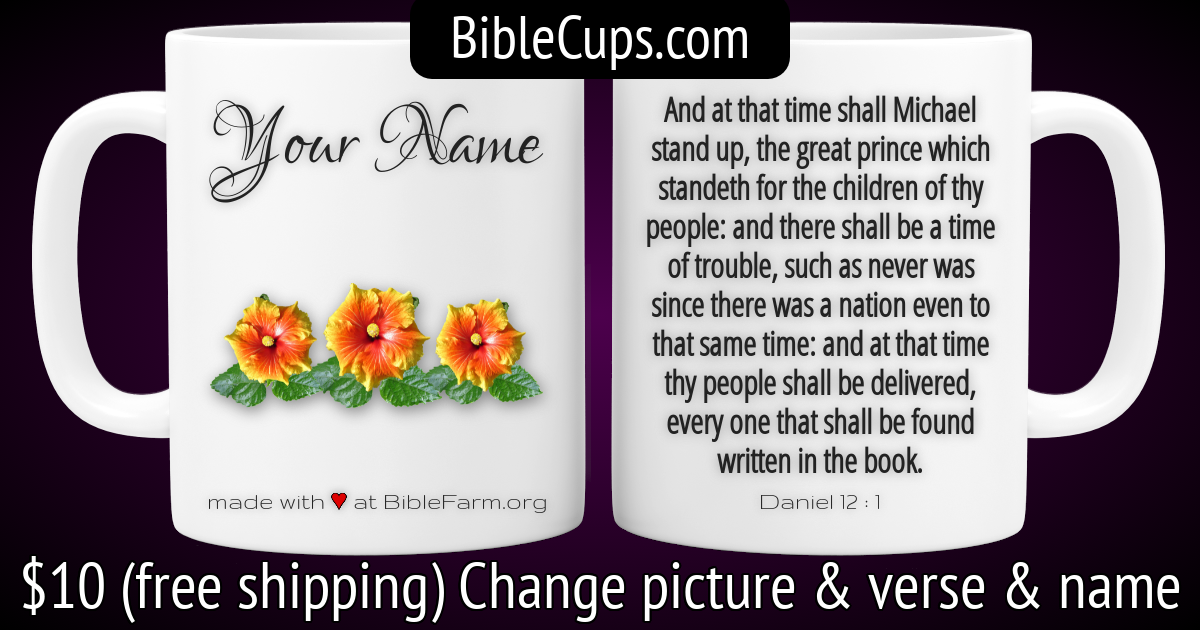 BibleCups.com
Your Name
made with ♥ at BibleFarm.org
And at that time shall Michael
stand up, the great prince which
standeth for the children of thy
people: and there shall be a time
of trouble, such as never was
since there was a nation even to
that same time: and at that time
thy people shall be delivered,
every one that shall be found
written in the book.
Daniel 12 : 1
$10 (free shipping) Change picture & verse & name